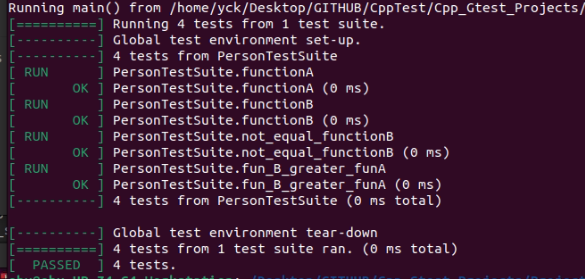 Running main() from /home/yck/Desktop/GITHUB/CppTest/Cpp_Gtest_Projects/
[==========] Running 4 tests from 1 test suite.
[----------] Global test environment set-up.
[----------] 4 tests from PersonTestSuite
[ RUN      ] PersonTestSuite.functionA
[       OK ] PersonTestSuite.functionA (0 ms)
[ RUN      ] PersonTestSuite.functionB
[       OK ] PersonTestSuite.functionB (0 ms)
[ RUN      ] PersonTestSuite.not_equal_functionB
[       OK ] PersonTestSuite.not_equal_functionB (0 ms)
[ RUN      ] PersonTestSuite.fun_B_greater_funA
[       OK ] PersonTestSuite.fun_B_greater_funA (0 ms)
[----------] 4 tests from PersonTestSuite (0 ms total)

[----------] Global test environment tear-down
[==========] 4 tests from 1 test suite ran. (0 ms total)
[  PASSED  ] 4 tests.